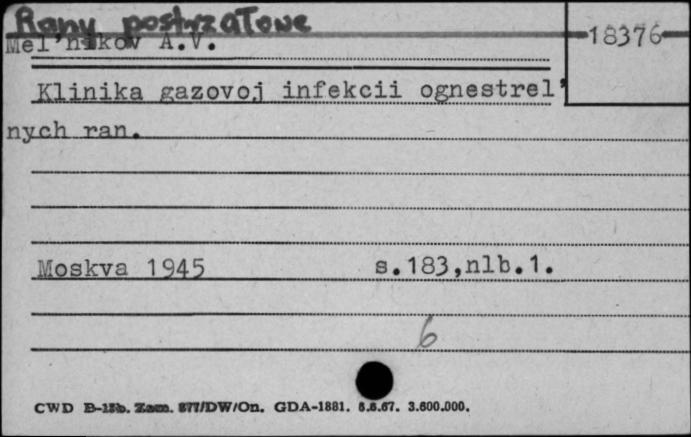 Rany postrzałowe
18376
Mel'nikov A.V.
Klinika gazovoj infekcii ognestrel'
nych ran.
Moskva 1945 s.183,nlb.1.
6
CWD B-15b. Zam. 877/DW/On. GDA-1881. 6.6.67. 3.600.000.